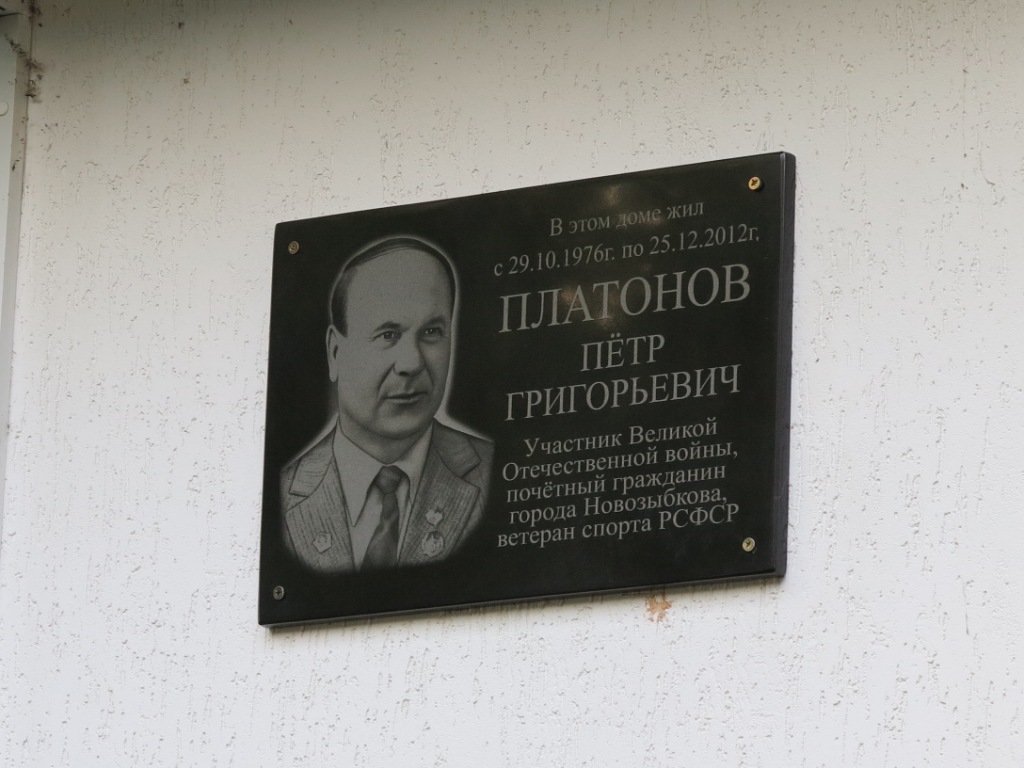 В этом доме жил
с 29.10.1976г. по 25.12.2012г.
ПЛАТОНОВ
ПЁТР
ГРИГОРЬЕВИЧ
Участник Великой
Отечественной войны,
почётный гражданин
города Новозыбкова,
ветеран спорта РСФСР